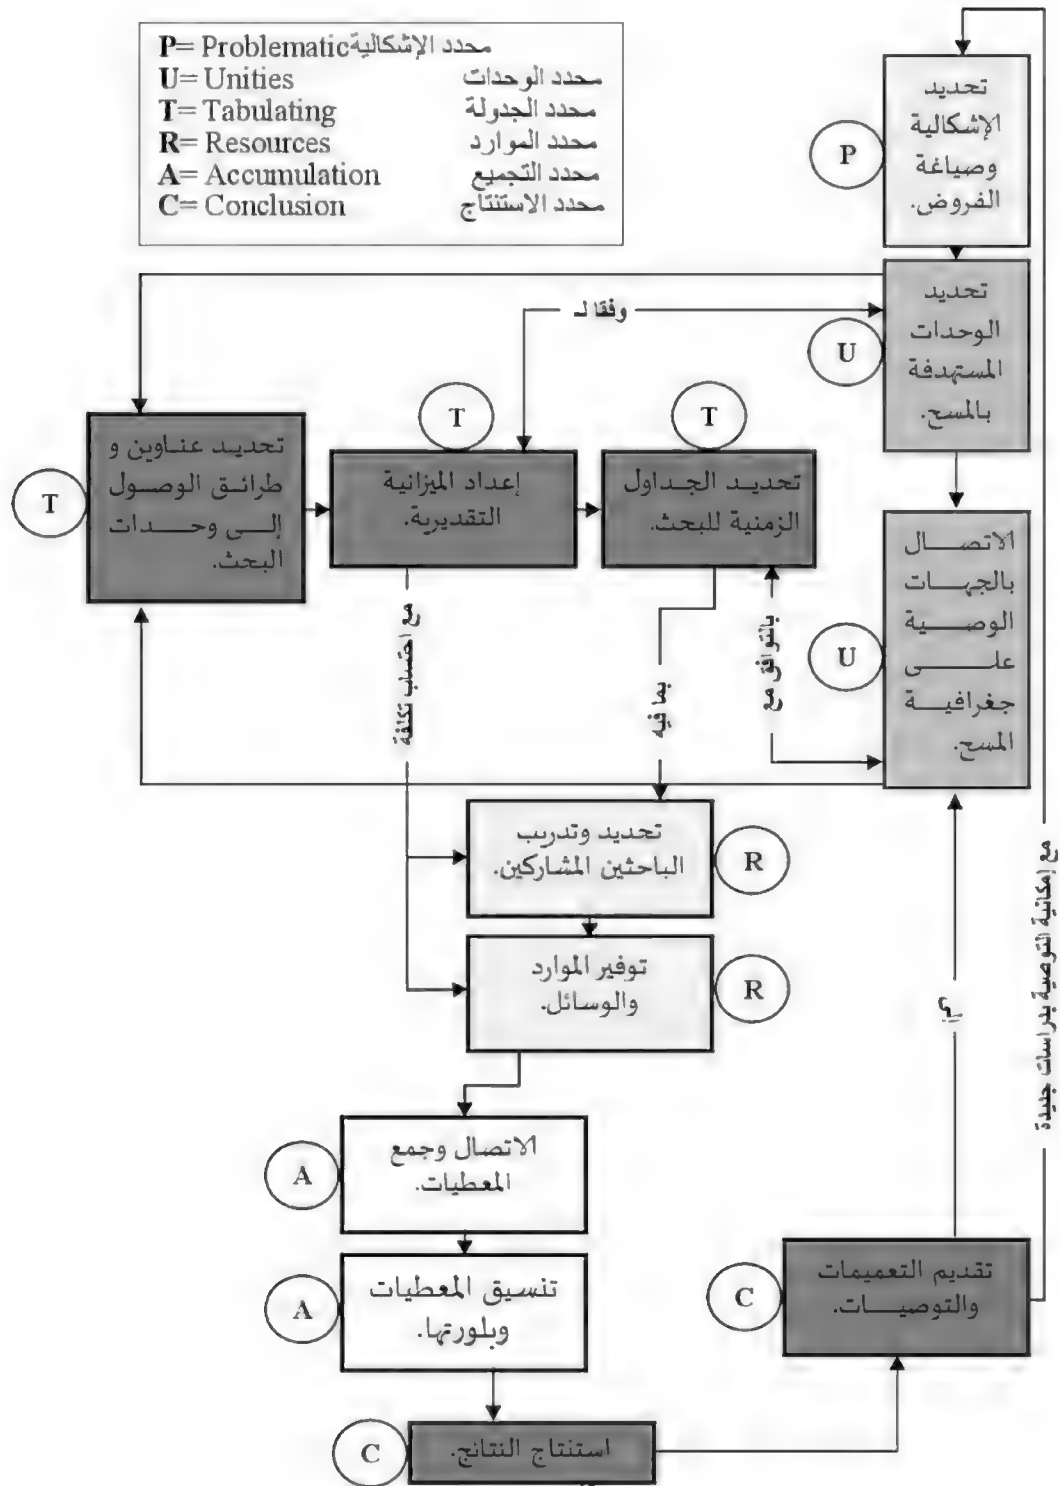 P= Problematic محدد الإشكالية
U= Unities محدد الوحدات
T= Tabulating محدد الجدولة
R= Resources محدد الموارد
A= Accumulation محدد التجميع
C= Conclusion محدد الاستنتاج
تحديد
الإشكالية
وصياغة
الفروض.
P
تحديد
الوحدات
المستهدفة
بالمسح.
U
وفقا لـ
T
T
تحديد عناوين و
طرائق الوصول
إلى وحدات
البحث.
T
إعداد الميزانية
التقديرية.
تحديد الجداول
الزمنية للبحث.
الاتصال
بالجهات
الوصية
على
جغرافية
المسح.
U
مع احتساب تكلفة
بما فيه
بالتوافق مع
تحديد وتدريب
الباحثين المشاركين.
R
توفير الموارد
والوسائل.
R
إلى
مع إمكانية التوصية بدراسات جديدة
الاتصال وجمع
المعطيات.
A
تنسيق المعطيات
وبلورتها.
A
تقديم التعميمات
والتوصيات.
C
استنتاج النتائج.
C